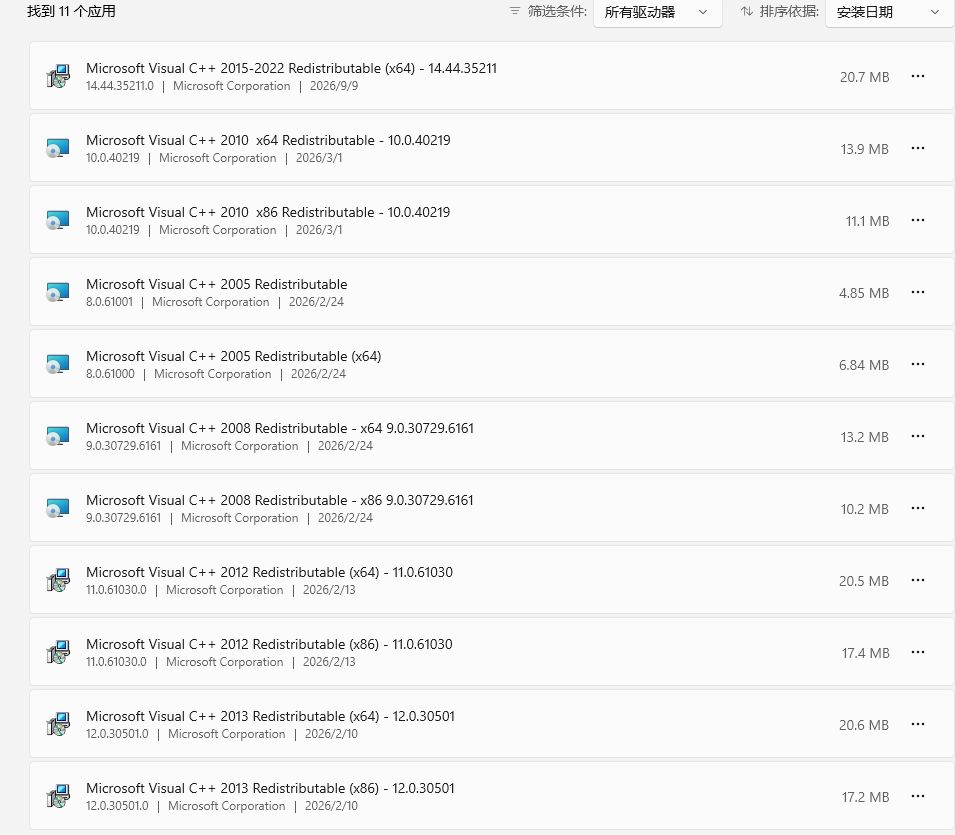 找到 11 个应用
筛选条件: 所有驱动器 排序依据: 安装日期
Microsoft Visual C++ 2015-2022 Redistributable (x64) - 14.44.35211
14.44.35211.0 | Microsoft Corporation | 2026/9/9
20.7 MB
Microsoft Visual C++ 2010  x64 Redistributable - 10.0.40219
10.0.40219 | Microsoft Corporation | 2026/3/1
13.9 MB
Microsoft Visual C++ 2010  x86 Redistributable - 10.0.40219
10.0.40219 | Microsoft Corporation | 2026/3/1
11.1 MB
Microsoft Visual C++ 2005 Redistributable
8.0.61001 | Microsoft Corporation | 2026/2/24
4.85 MB
Microsoft Visual C++ 2005 Redistributable (x64)
8.0.61000 | Microsoft Corporation | 2026/2/24
6.84 MB
Microsoft Visual C++ 2008 Redistributable - x64 9.0.30729.6161
9.0.30729.6161 | Microsoft Corporation | 2026/2/24
13.2 MB
Microsoft Visual C++ 2008 Redistributable - x86 9.0.30729.6161
9.0.30729.6161 | Microsoft Corporation | 2026/2/24
10.2 MB
Microsoft Visual C++ 2012 Redistributable (x64) - 11.0.61030
11.0.61030.0 | Microsoft Corporation | 2026/2/13
20.5 MB
Microsoft Visual C++ 2012 Redistributable (x86) - 11.0.61030
11.0.61030.0 | Microsoft Corporation | 2026/2/13
17.4 MB
Microsoft Visual C++ 2013 Redistributable (x64) - 12.0.30501
12.0.30501.0 | Microsoft Corporation | 2026/2/10
20.6 MB
Microsoft Visual C++ 2013 Redistributable (x86) - 12.0.30501
12.0.30501.0 | Microsoft Corporation | 2026/2/10
17.2 MB